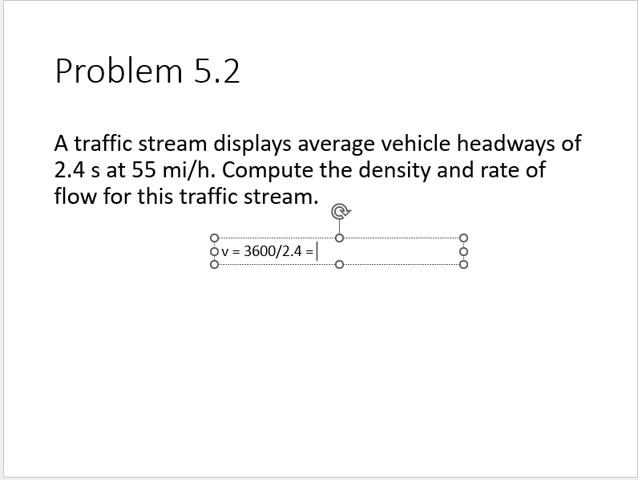 Problem 5.2
A traffic stream displays average vehicle headways of
2.4 s at 55 mi/h. Compute the density and rate of
flow for this traffic stream.
v = 3600/2.4 =